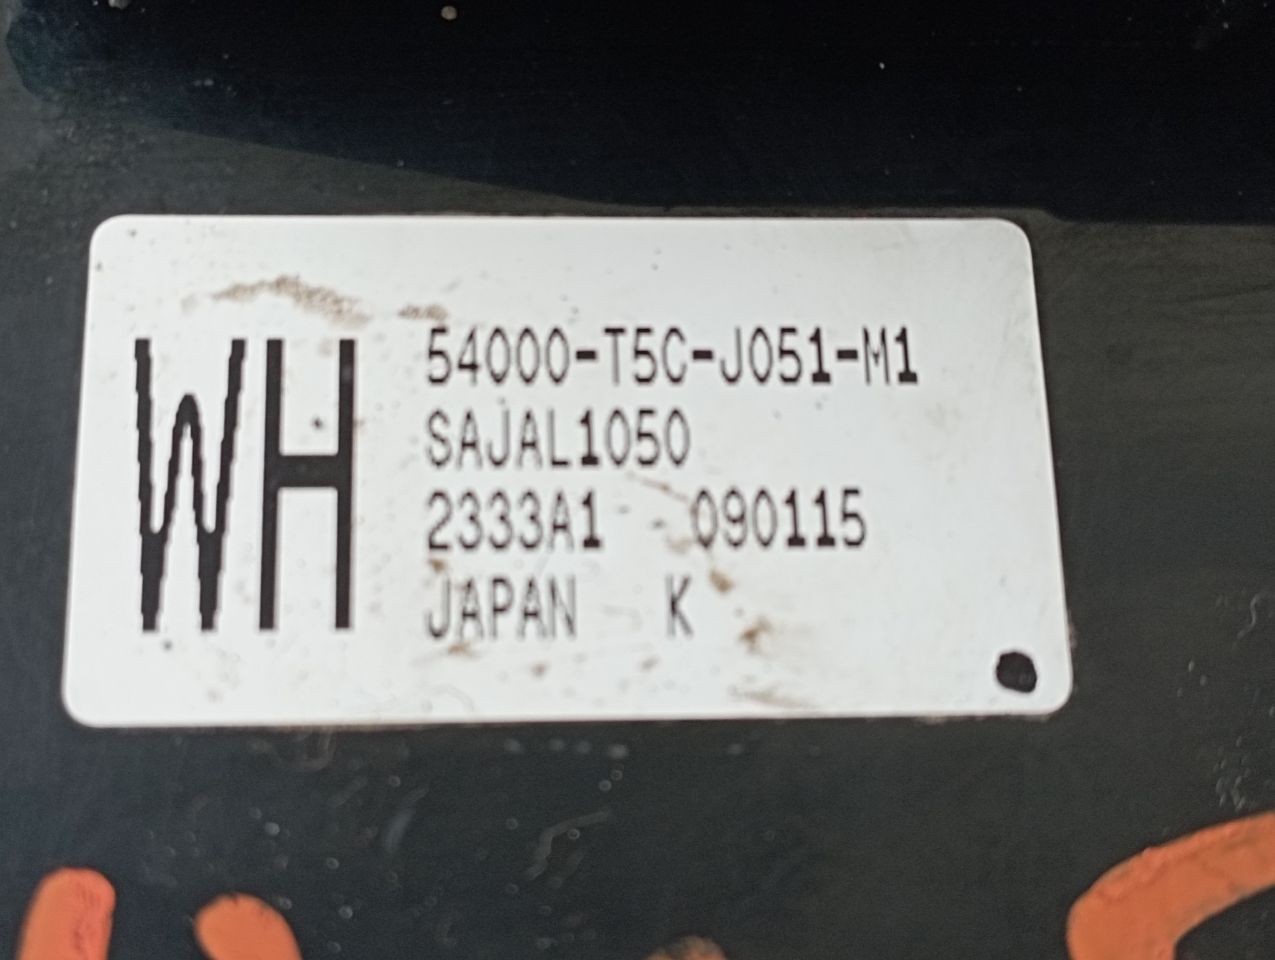 WH
54000-T5C-J051-M1
SAJAL1050
2333A1 090115
JAPAN K